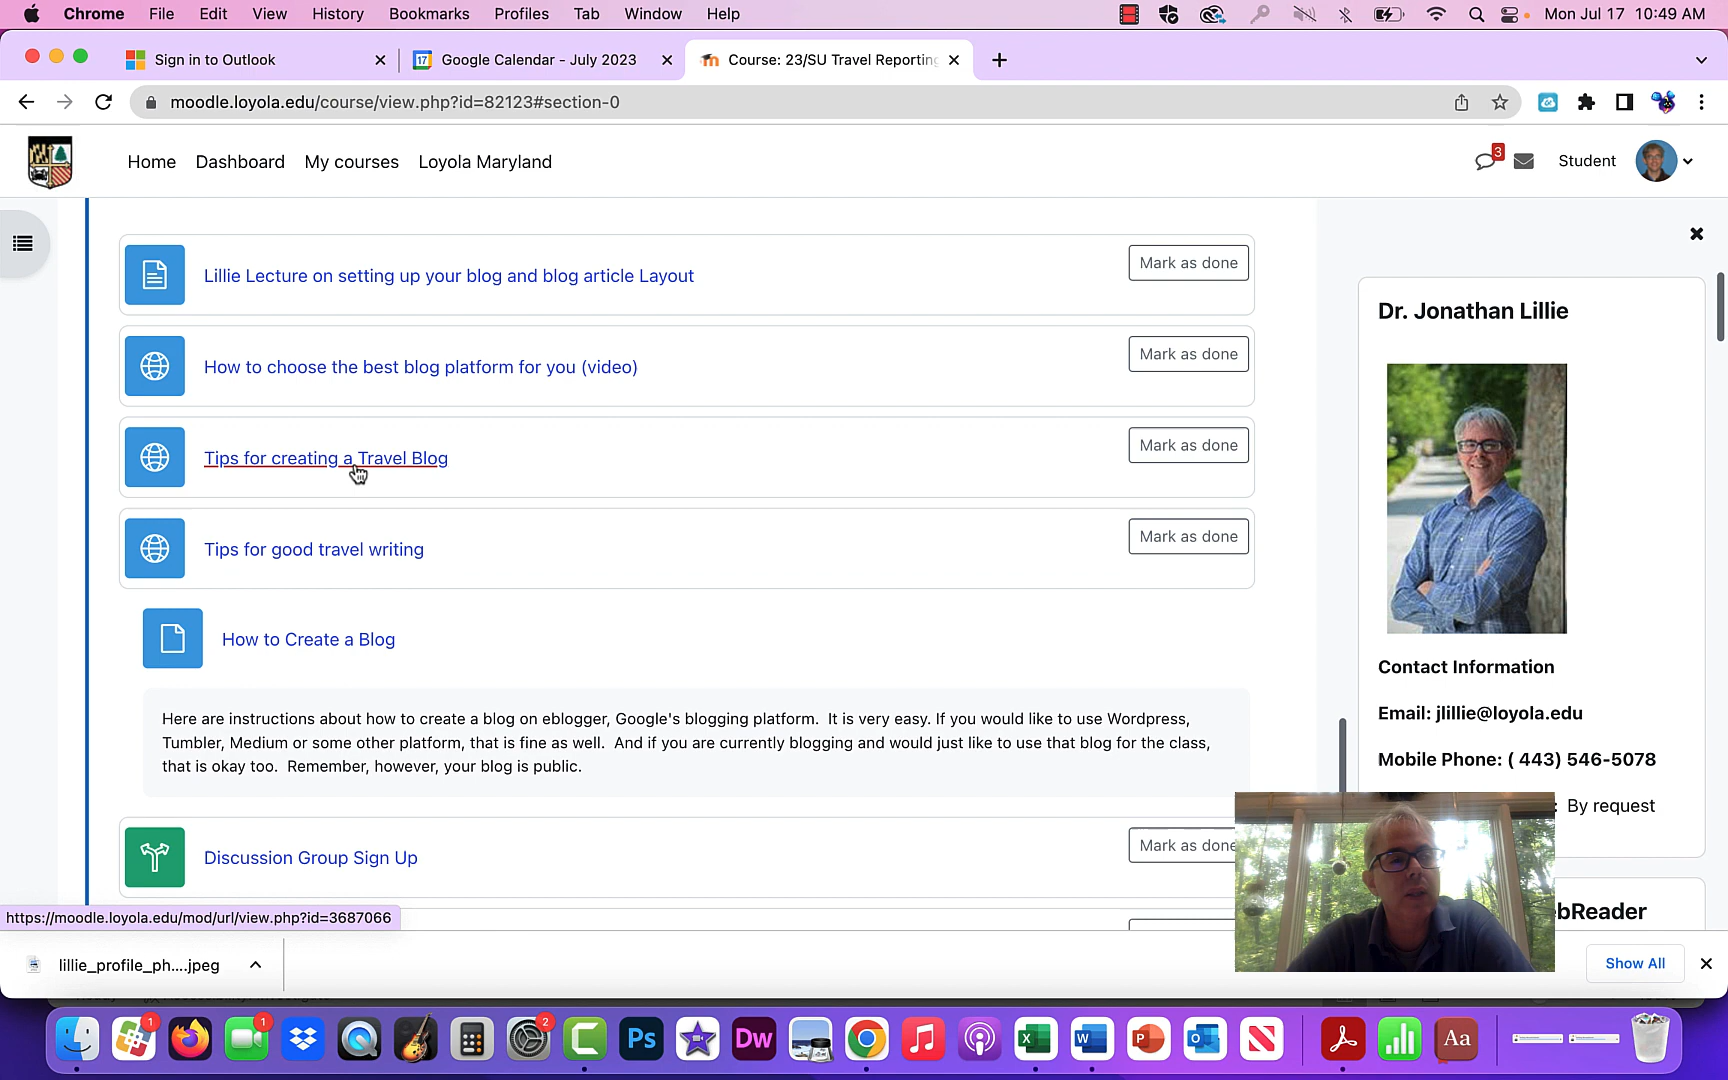 Chrome File Edit View History Bookmarks Profiles Tab Window Help Mon Jul 17 10:49 AM
Sign in to Outlook
17 Google Calendar - July 2023
Course: 23/SU Travel Reporting
moodle.loyola.edu/course/view.php?id=82123#section-0
Home Dashboard My courses Loyola Maryland 3 Student
Lillie Lecture on setting up your blog and blog article Layout
Mark as done
How to choose the best blog platform for you (video)
Mark as done
Tips for creating a Travel Blog
Mark as done
Tips for good travel writing
Mark as done
How to Create a Blog
Here are instructions about how to create a blog on eblogger, Google's blogging platform. It is very easy. If you would like to use Wordpress,
Tumbler, Medium or some other platform, that is fine as well. And if you are currently blogging and would just like to use that blog for the class,
that is okay too. Remember, however, your blog is public.
Discussion Group Sign Up
Mark as done
Dr. Jonathan Lillie
Contact Information
Email: jlillie@loyola.edu
Mobile Phone: ( 443) 546-5078
: By request
bReader
https://moodle.loyola.edu/mod/url/view.php?id=3687066
lillie_profile_ph....jpeg
Show All
1 1 2 Ps Dw X W P O N Aa